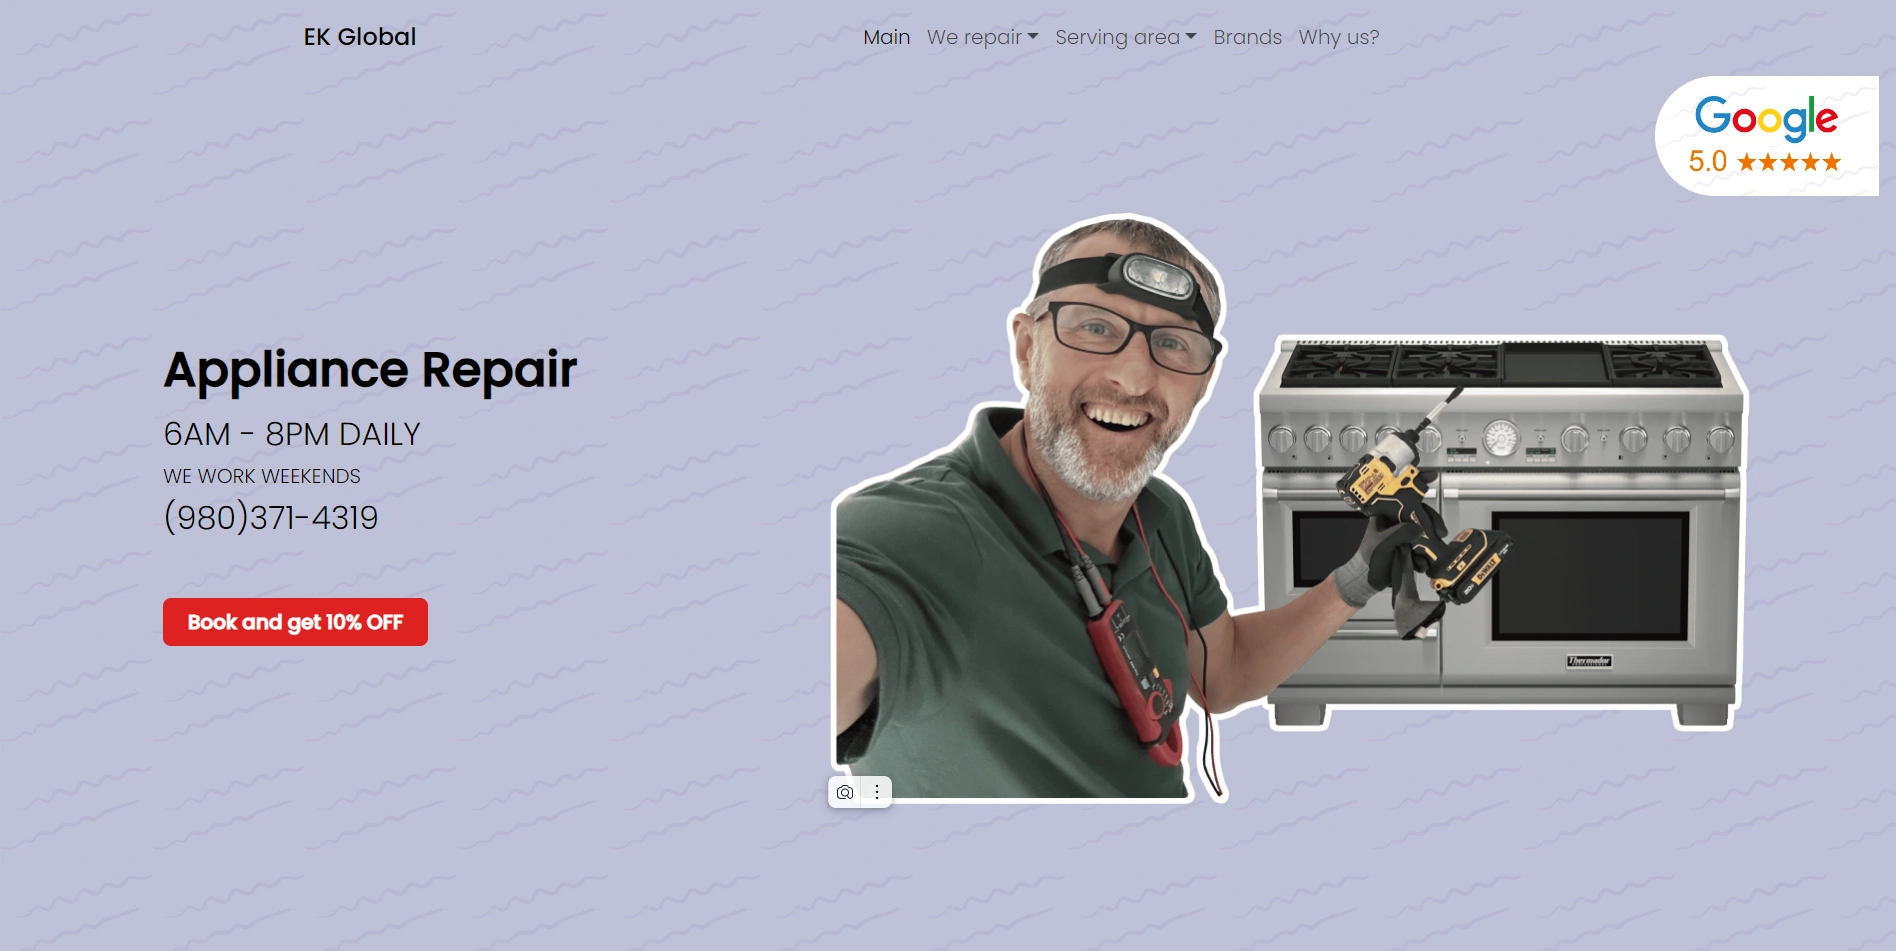 EK Global
Main We repair Serving area Brands Why us?
Google
5.0
Appliance Repair
6AM - 8PM DAILY
WE WORK WEEKENDS
(980)371-4319
Book and get 10% OFF
DEWALT
Thermador